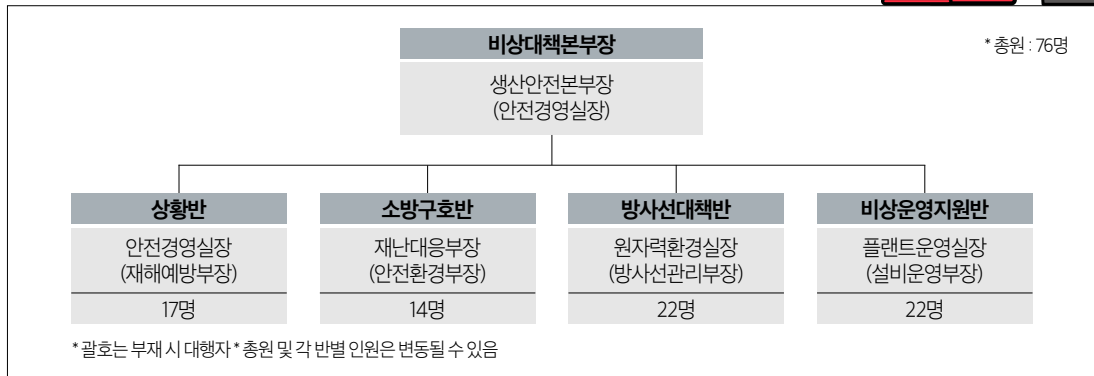 비상대책본부장
* 총원 : 76명
생산안전본부장
(안전경영실장)
상황반
안전경영실장
(재해예방부장)
17명
소방구호반
재난대응부장
(안전환경부장)
14명
방사선대책반
원자력환경실장
(방사선관리부장)
22명
비상운영지원반
플랜트운영실장
(설비운영부장)
22명
* 괄호는 부재 시 대행자 * 총원 및 각 반별 인원은 변동될 수 있음